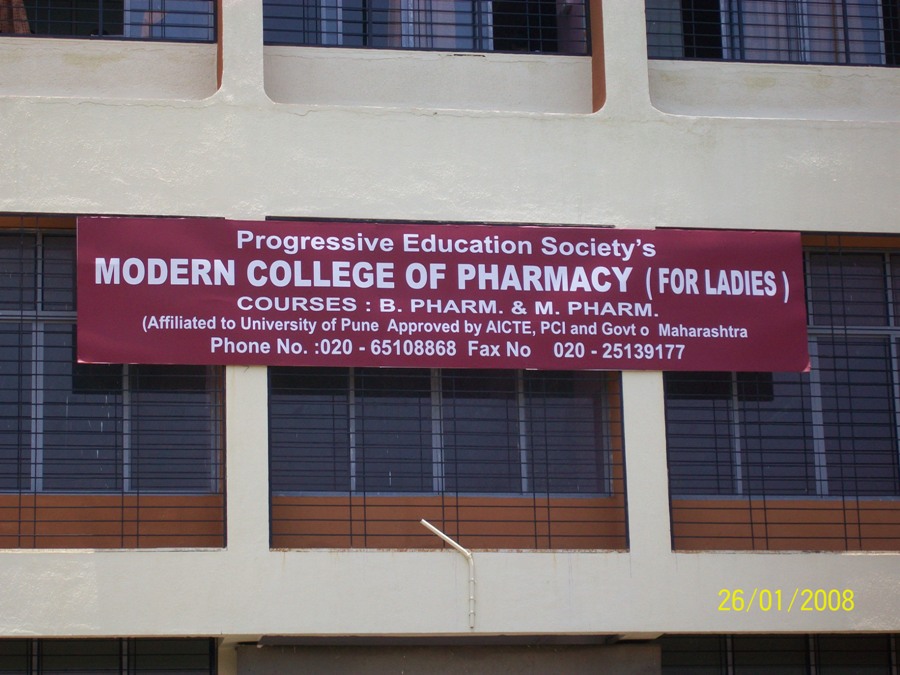 Progressive Education Society's
MODERN COLLEGE OF PHARMACY ( FOR LADIES )
COURSES : B. PHARM. & M. PHARM.
(Affiliated to University of Pune Approved by AICTE, PCI and Govt o Maharashtra
Phone No. :020 - 65108868 Fax No 020 - 25139177
26/01/2008